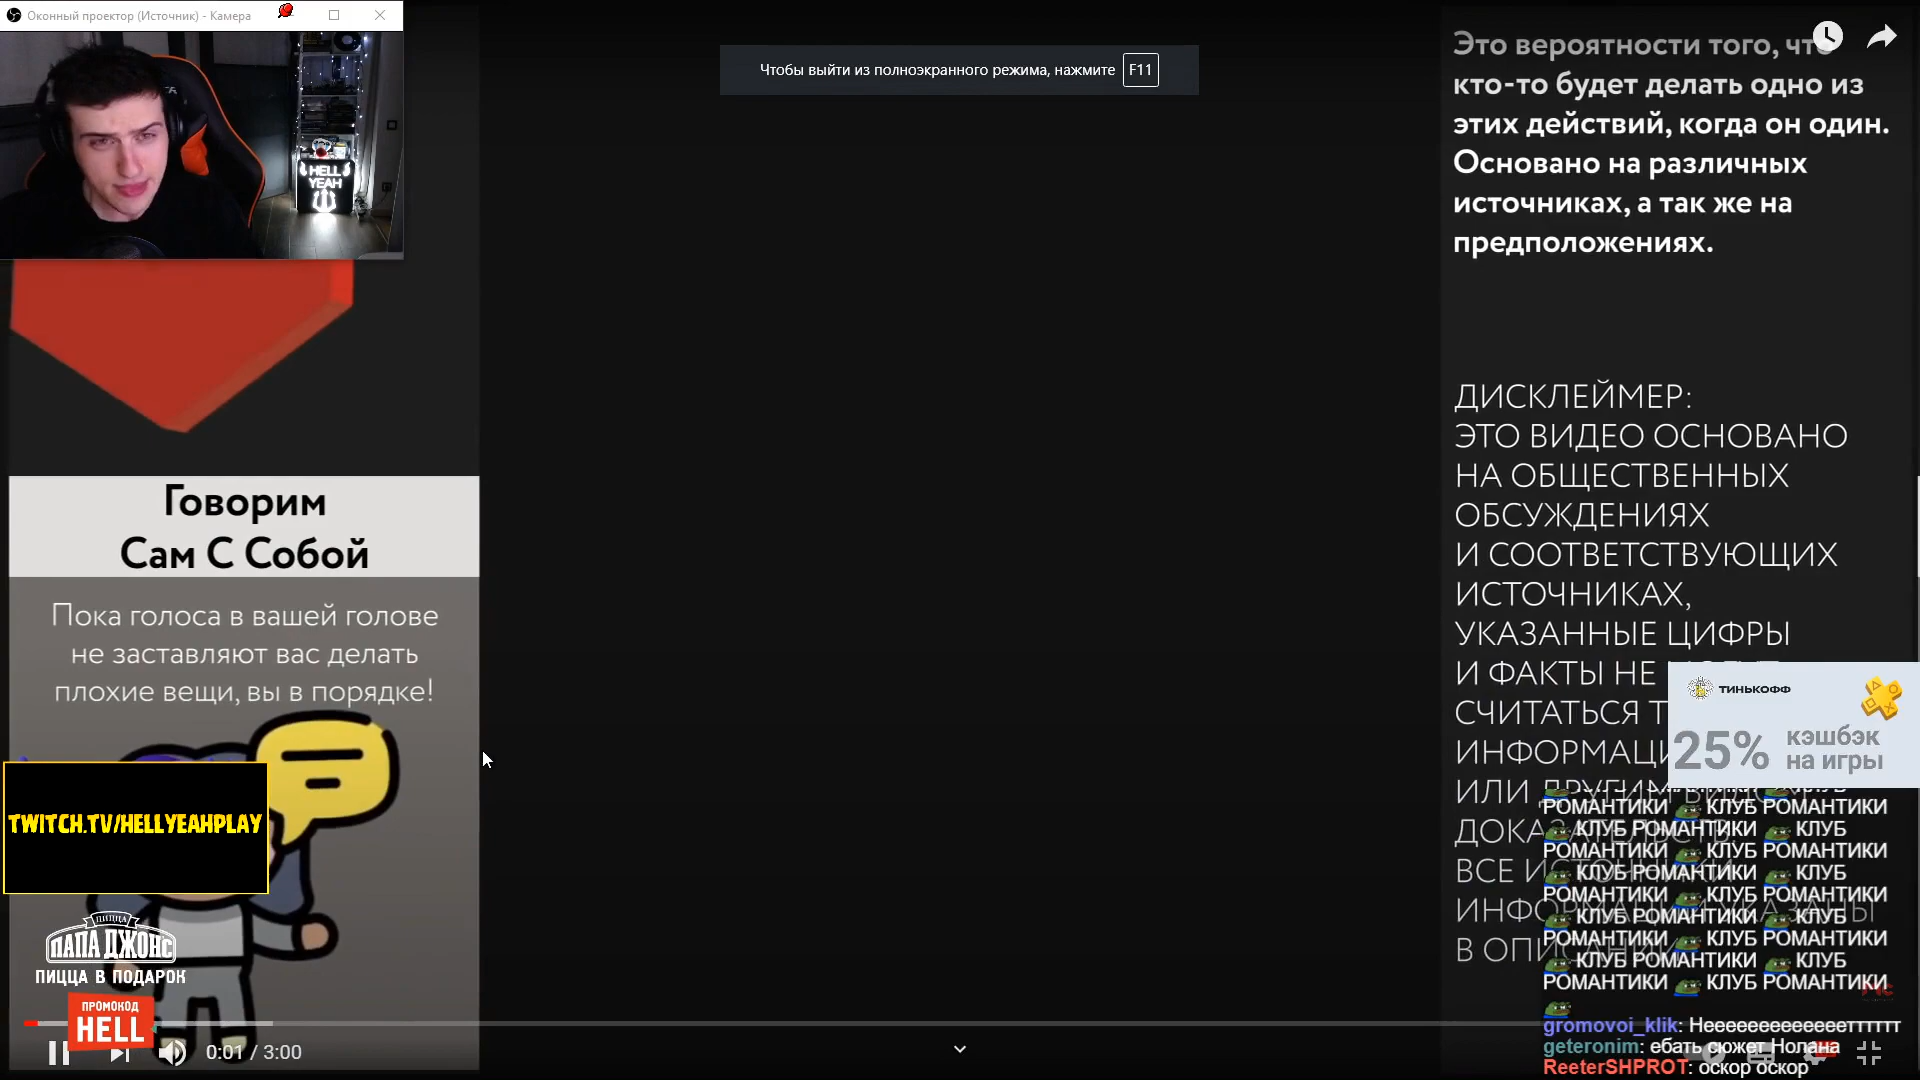 Оконный проектор (Источник) - Камера
HELL
YEAH
Чтобы выйти из полноэкранного режима, нажмите F11
Это вероятности того, что
кто-то будет делать одно из
этих действий, когда он один.
Основано на различных
источниках, а так же на
предположениях.
ДИСКЛЕЙМЕР:
ЭТО ВИДЕО ОСНОВАНО
НА ОБЩЕСТВЕННЫХ
ОБСУЖДЕНИЯХ
И СООТВЕТСТВУЮЩИХ
ИСТОЧНИКАХ,
УКАЗАННЫЕ ЦИФРЫ
И ФАКТЫ НЕ
СЧИТАТЬСЯ
ИЛИ
ВСЕ
В
Говорим
Сам С Собой
Пока голоса в вашей голове
не заставляют вас делать
плохие вещи, вы в порядке!
TWITCH.TV/HELLYEAHPLAY
ПИЦЦА
ПАПА ДЖОНС
ПИЦЦА В ПОДАРОК
ПРОМОКОД
HELL
0:01 / 3:00
ТИНЬКОФФ
25% кэшбэк
на игры
РОМАНТИКИ КЛУБ РОМАНТИКИ
КЛУБ РОМАНТИКИ КЛУБ
РОМАНТИКИ КЛУБ РОМАНТИКИ
КЛУБ РОМАНТИКИ КЛУБ
РОМАНТИКИ КЛУБ РОМАНТИКИ
КЛУБ РОМАНТИКИ КЛУБ
РОМАНТИКИ КЛУБ РОМАНТИКИ
КЛУБ РОМАНТИКИ КЛУБ
РОМАНТИКИ КЛУБ РОМАНТИКИ
gromovoi_klik: Нееееееееееееетттттт
geteronim: ебать сюжет Нолана
ReeterSHPROT: оскор оскор